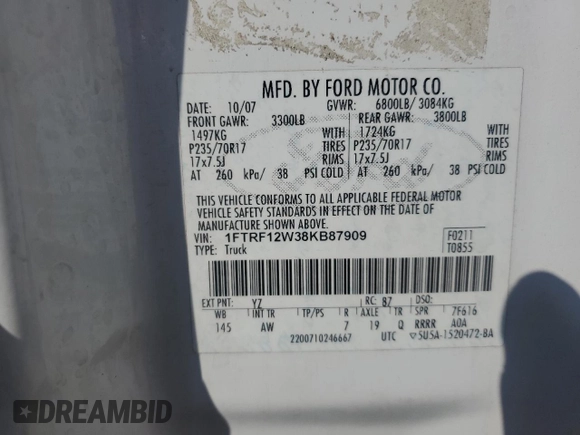 MFD. BY FORD MOTOR CO.
DATE: 10/07 GVWR: 6800LB/ 3084KG
FRONT GAWR: 3300LB REAR GAWR: 3800LB
1497KG WITH 1724KG WITH
P235/70R17 TIRES P235/70R17 TIRES
17x7.5J RIMS 17x7.5J RIMS
AT 260 kPa/ 38 PSI COLD AT 260 kPa/ 38 PSI COLD
THIS VEHICLE CONFORMS TO ALL APPLICABLE FEDERAL MOTOR
VEHICLE SAFETY STANDARDS IN EFFECT ON THE DATE OF
MANUFACTURE SHOWN ABOVE.
VIN: 1FTRF12W38KB87909 F0211
TYPE: Truck T0855
EXT PNT: YZ RC: 87 DSO:
WB INT TR TP/PS R AXLE TR SPR 7F616
145 AW 7 19 Q RRRR A0A
2200710246667 UTC ▽5U5A-1520472-BA
Ford
DREAMBID